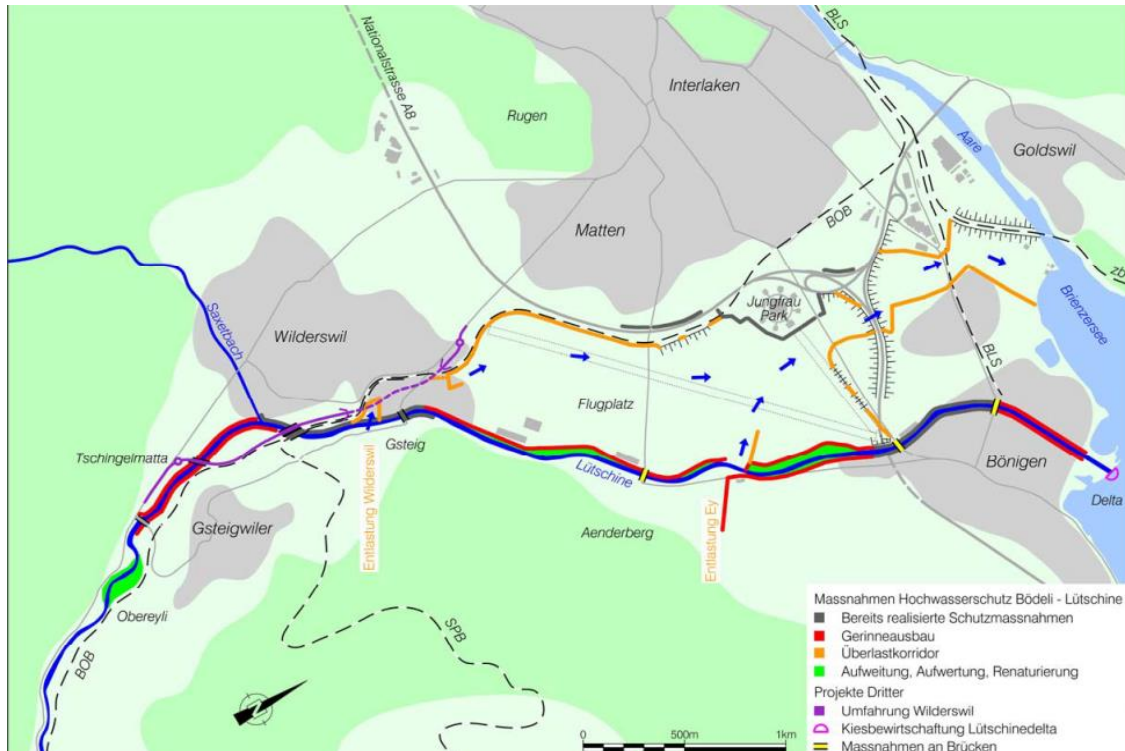 BLS
Nationalstrasse A8
Interlaken
Rugen
Aare
Goldswil
Matten
BOB
Jungfrau
Park
zb
Brienzersee
Saxetbach
Wilderswil
BLS
Flugplatz
Tschingelmatta
Gsteig
Lütschine
Bönigen
Delta
Gsteigwiler
Entlastung Wilderswil
Aenderberg
Entlastung Ey
Obereyli
BOB
SPB
Massnahmen Hochwasserschutz Bödeli - Lütschine
Bereits realisierte Schutzmassnahmen
Gerinneausbau
Überlastkorridor
Aufweitung, Aufwertung, Renaturierung
Projekte Dritter
Umfahrung Wilderswil
Kiesbewirtschaftung Lütschinedelta
Massnahmen an Brücken
0 500m 1km